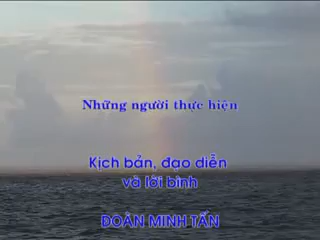 Những người thực hiện
Kịch bản, đạo diễn
và lời bình
ĐOÀN MINH TẤN